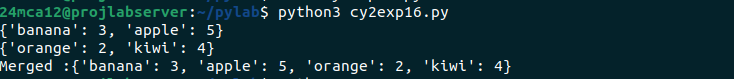 24mca12@projlabserver:~/pylab$ python3 cy2exp16.py
{'banana': 3, 'apple': 5}
{'orange': 2, 'kiwi': 4}
Merged :{'banana': 3, 'apple': 5, 'orange': 2, 'kiwi': 4}